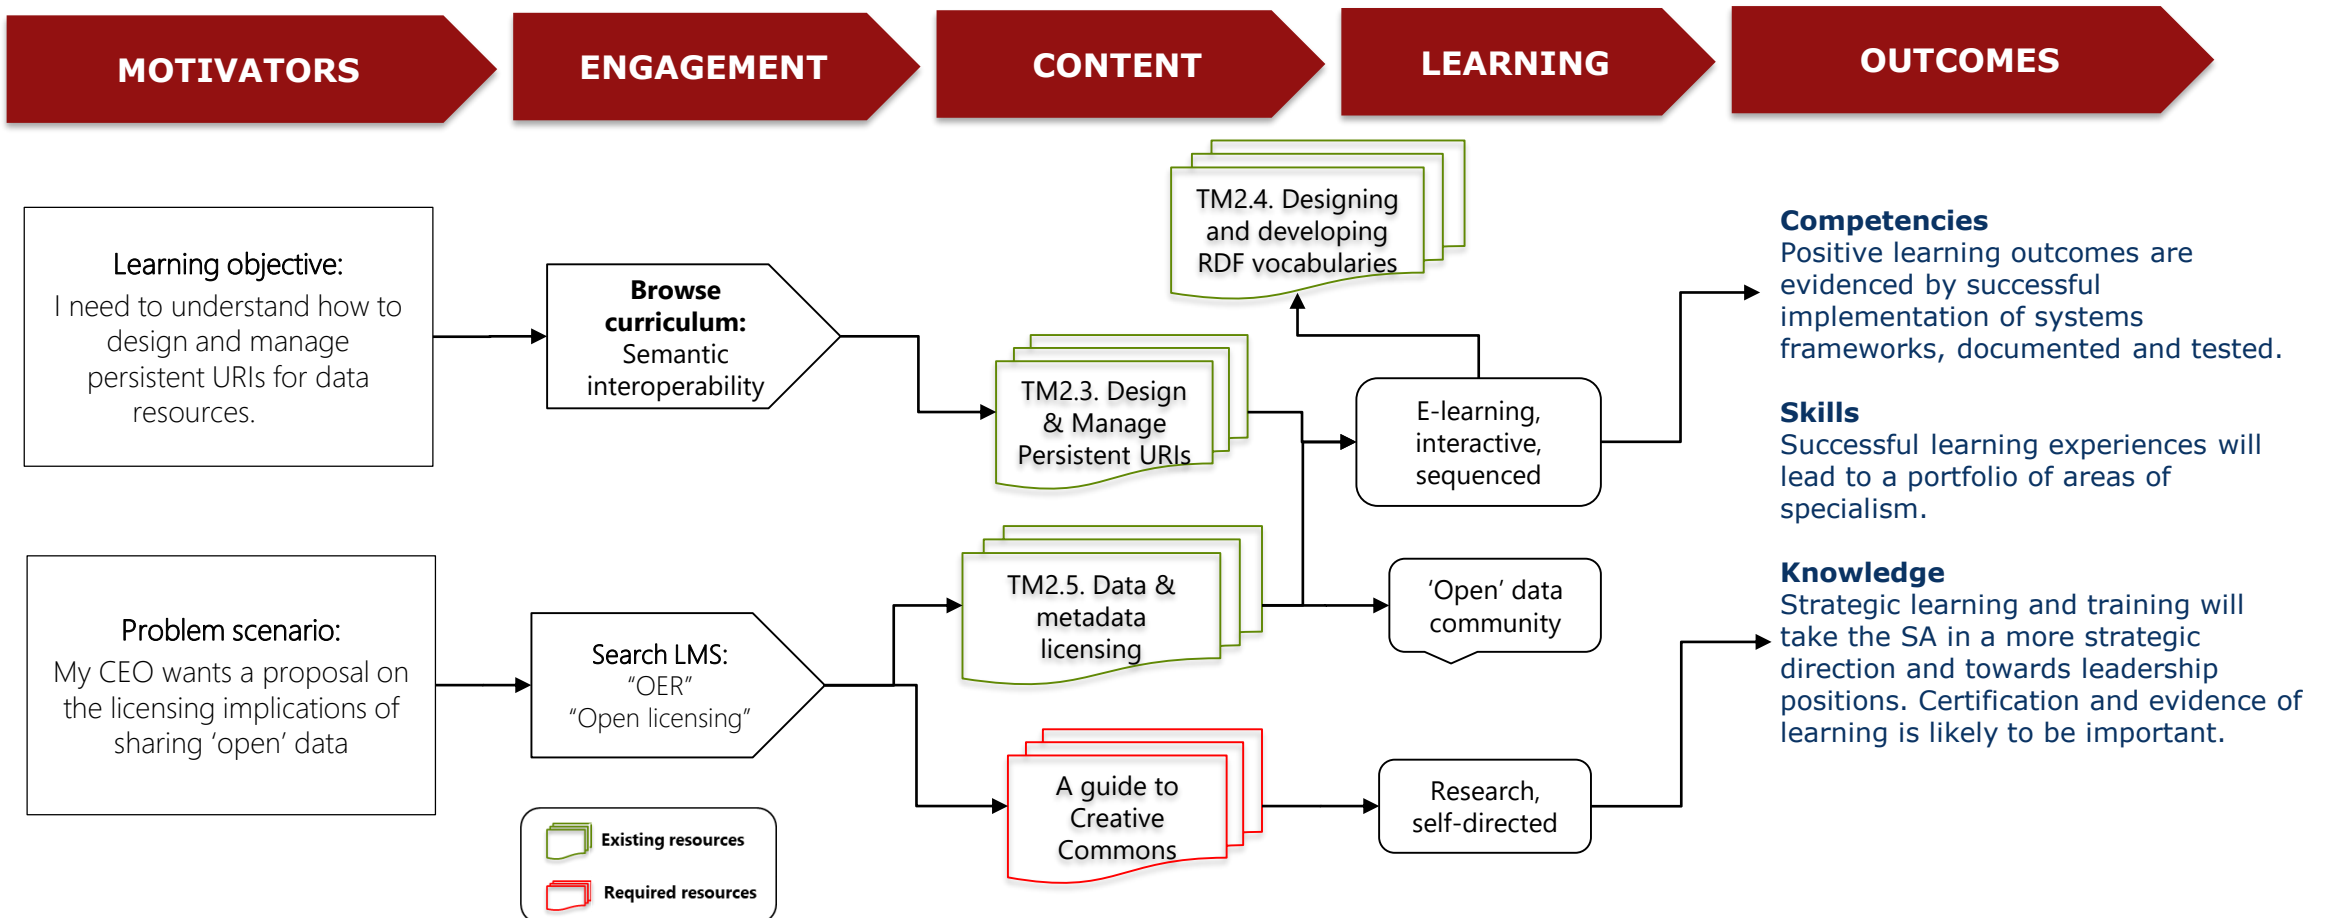 MOTIVATORS
ENGAGEMENT
CONTENT
LEARNING
OUTCOMES
Learning objective:
I need to understand how to
design and manage
persistent URIs for data
resources.
Browse
curriculum:
Semantic
interoperability
TM2.4. Designing
and developing
RDF vocabularies
TM2.3. Design
& Manage
Persistent URIs
E-learning,
interactive,
sequenced
Competencies
Positive learning outcomes are
evidenced by successful
implementation of systems
frameworks, documented and tested.
Skills
Successful learning experiences will
lead to a portfolio of areas of
specialism.
Knowledge
Strategic learning and training will
take the SA in a more strategic
direction and towards leadership
positions. Certification and evidence of
learning is likely to be important.
Problem scenario:
My CEO wants a proposal on
the licensing implications of
sharing ‘open’ data
Search LMS:
“OER”
“Open licensing”
TM2.5. Data &
metadata
licensing
‘Open’ data
community
A guide to
Creative
Commons
Research,
self-directed
Existing resources
Required resources